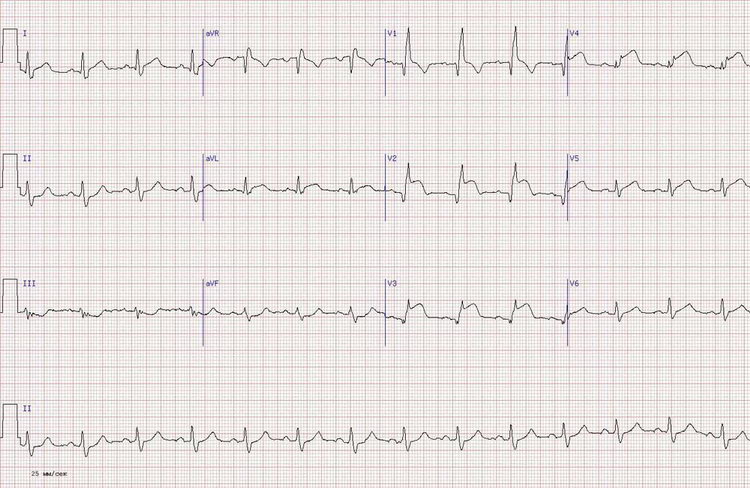 I aVR V1 V4
II aVL V2 V5
III aVF V3 V6
II
25 мм/сек